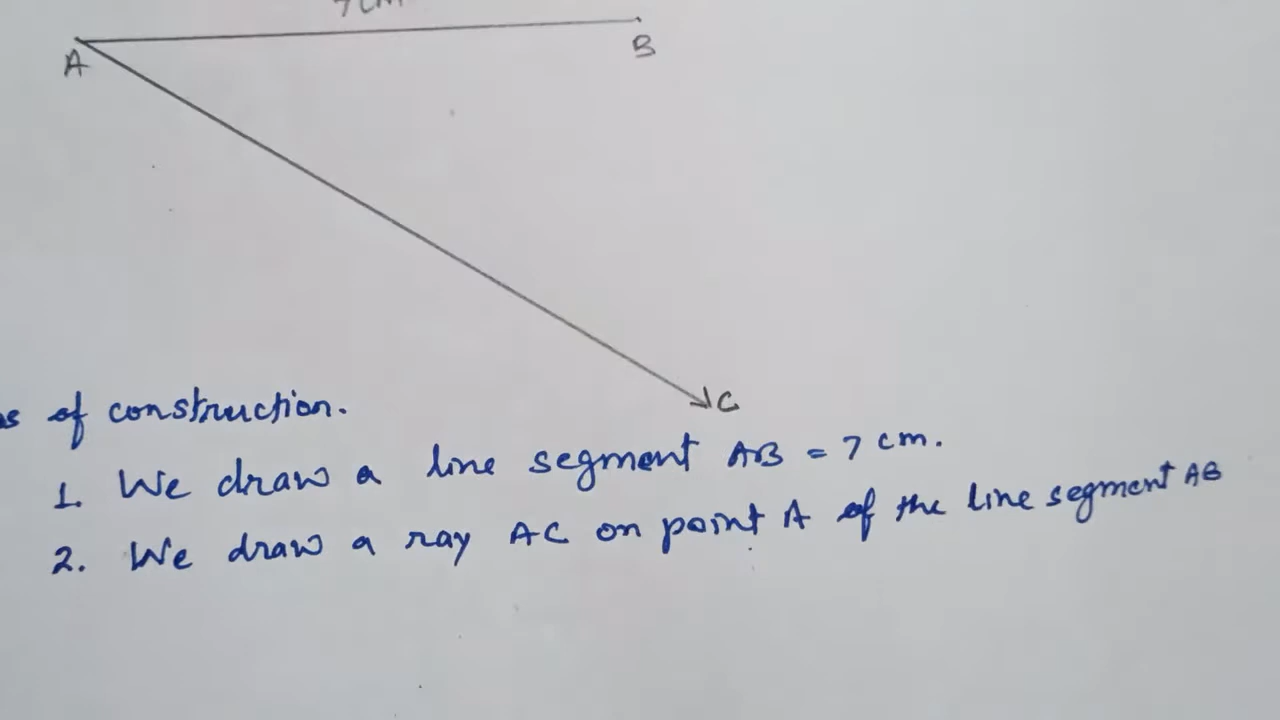 7cm
A
B
C
of construction.
1. We draw a line segment AB = 7 cm.
2. We draw a ray AC on point A of the line segment AB